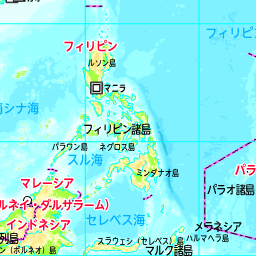 フィリピン
ルソン島
マニラ
南シナ海
フィリピン諸島
パラワン島
ネグロス島
スル海
ミンダナオ島
パラ
マレーシア
パラオ諸島
ルネイ・ダルサラーム)
セレベス海
メラネシア
インドネシア
列島
ン(ボルネオ)島
スラウェシ(セレベス)島
ハルマヘラ島
マルク諸島